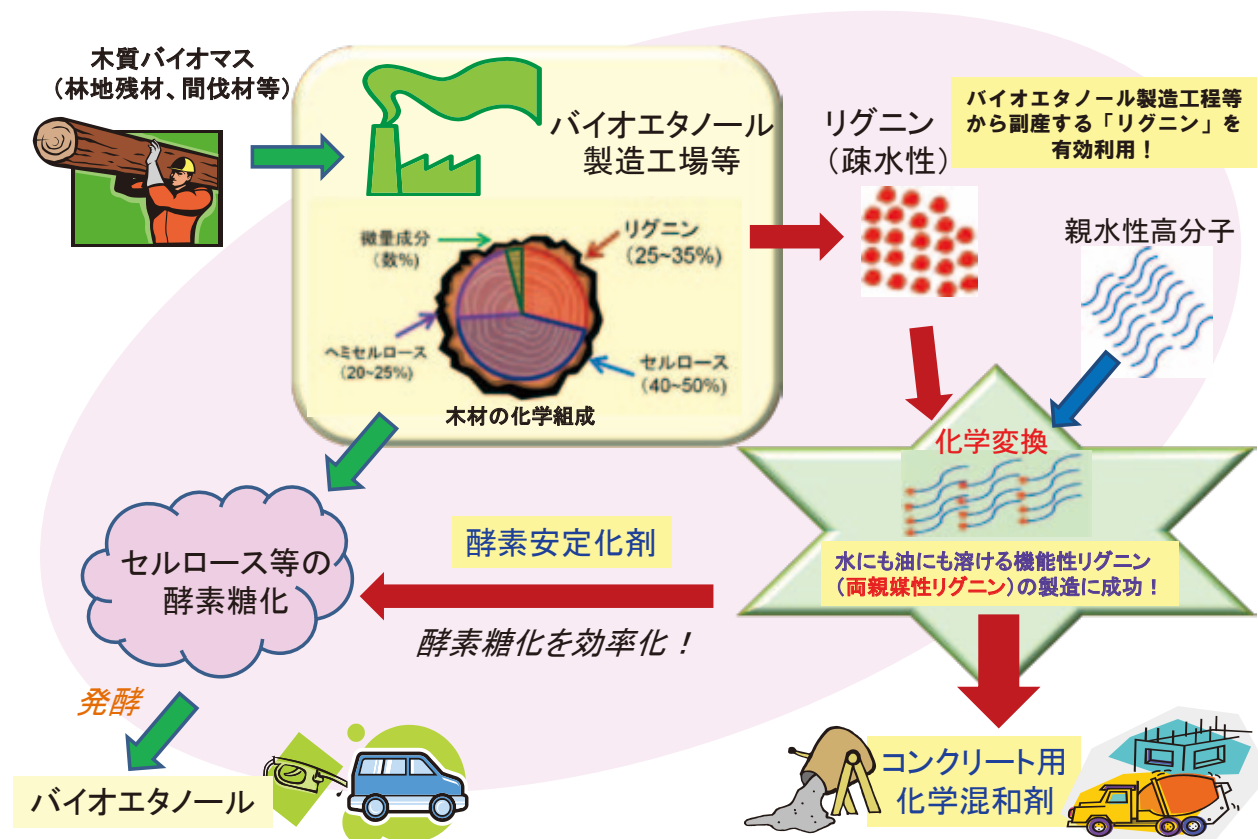 木質バイオマス
（林地残材、間伐材等）
バイオエタノール
製造工場等
微量成分
（数％）
リグニン
（25~35%）
ヘミセルロース
（20~25%）
セルロース
（40~50%）
木材の化学組成
リグニン
（疎水性）
バイオエタノール製造工程等
から副産する「リグニン」を
有効利用！
親水性高分子
化学変換
水にも油にも溶ける機能性リグニン
（両親媒性リグニン）の製造に成功！
酵素安定化剤
酵素糖化を効率化！
セルロース等の
酵素糖化
発酵
バイオエタノール
コンクリート用
化学混和剤